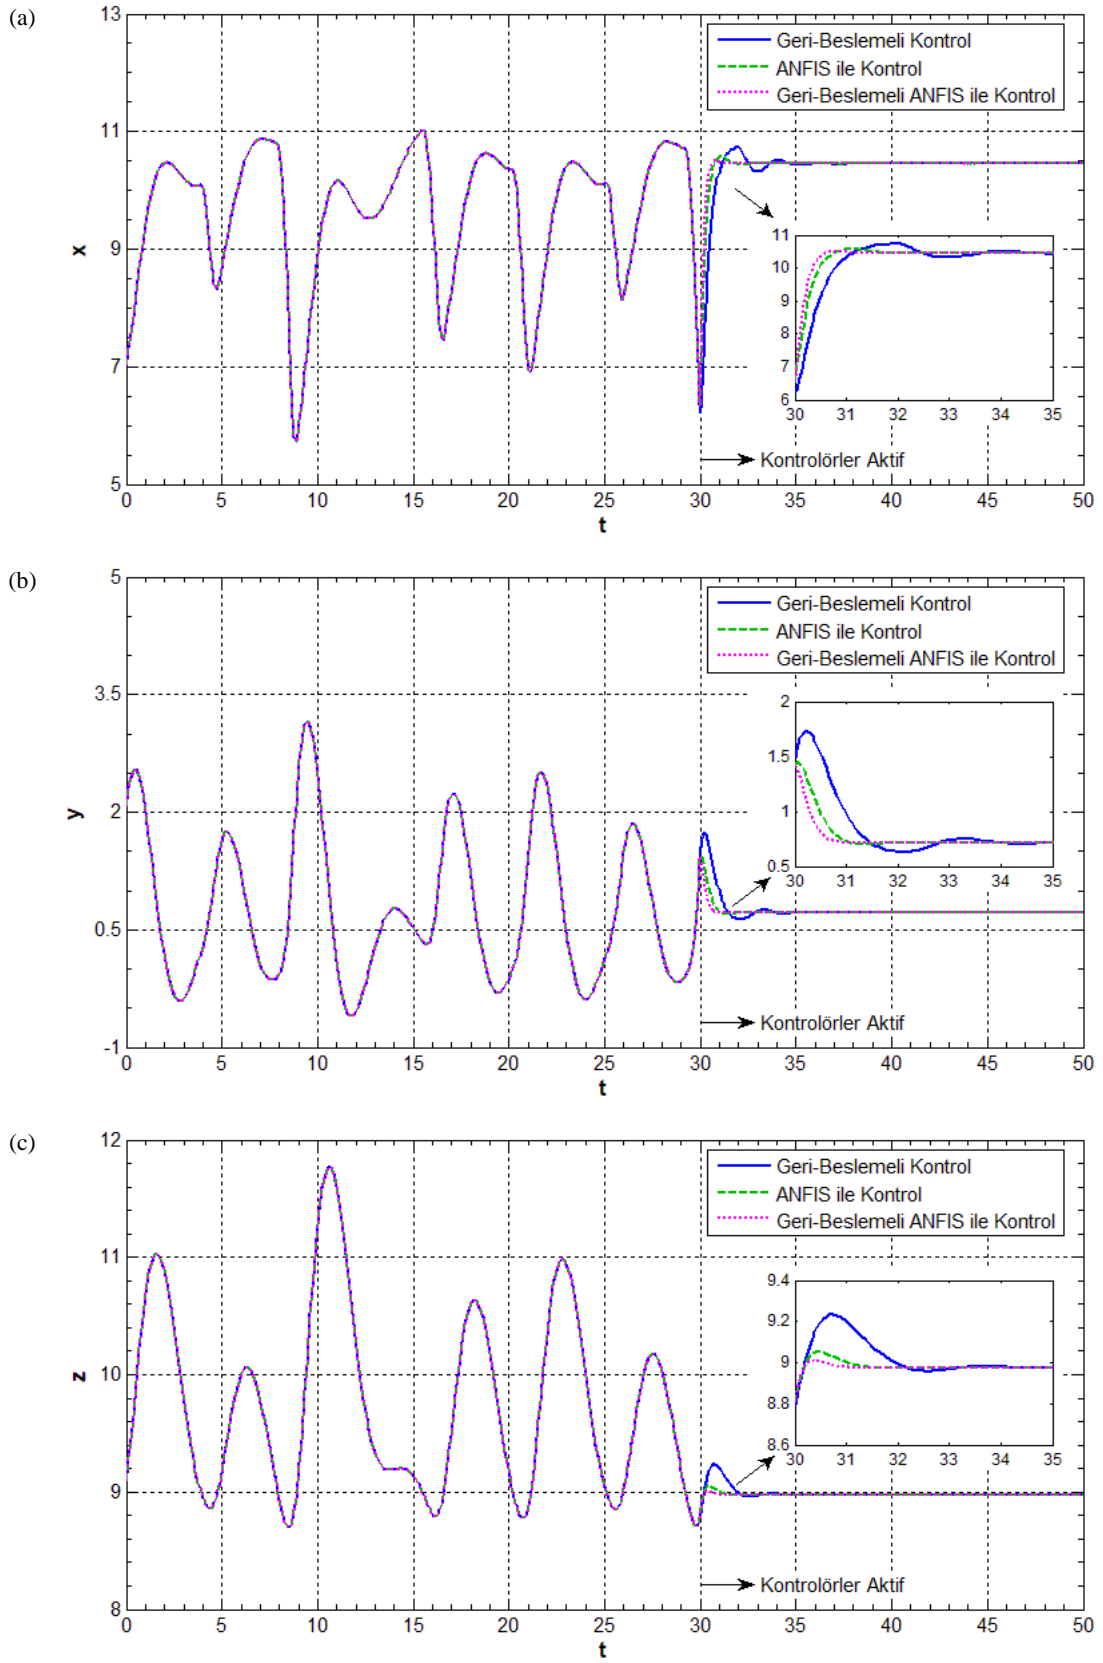 (a)
13
11
9
7
5
x
Geri-Beslemeli Kontrol
ANFIS ile Kontrol
Geri-Beslemeli ANFIS ile Kontrol
11
10
9
8
7
6
30 31 32 33 34 35
Kontrolörler Aktif
0 5 10 15 20 25 30 35 40 45 50
t
(b)
5
3.5
2
0.5
-1
y
Geri-Beslemeli Kontrol
ANFIS ile Kontrol
Geri-Beslemeli ANFIS ile Kontrol
2
1.5
1
0.5
30 31 32 33 34 35
Kontrolörler Aktif
0 5 10 15 20 25 30 35 40 45 50
t
(c)
12
11
10
9
8
z
Geri-Beslemeli Kontrol
ANFIS ile Kontrol
Geri-Beslemeli ANFIS ile Kontrol
9.4
9.2
9
8.8
8.6
30 31 32 33 34 35
Kontrolörler Aktif
0 5 10 15 20 25 30 35 40 45 50
t